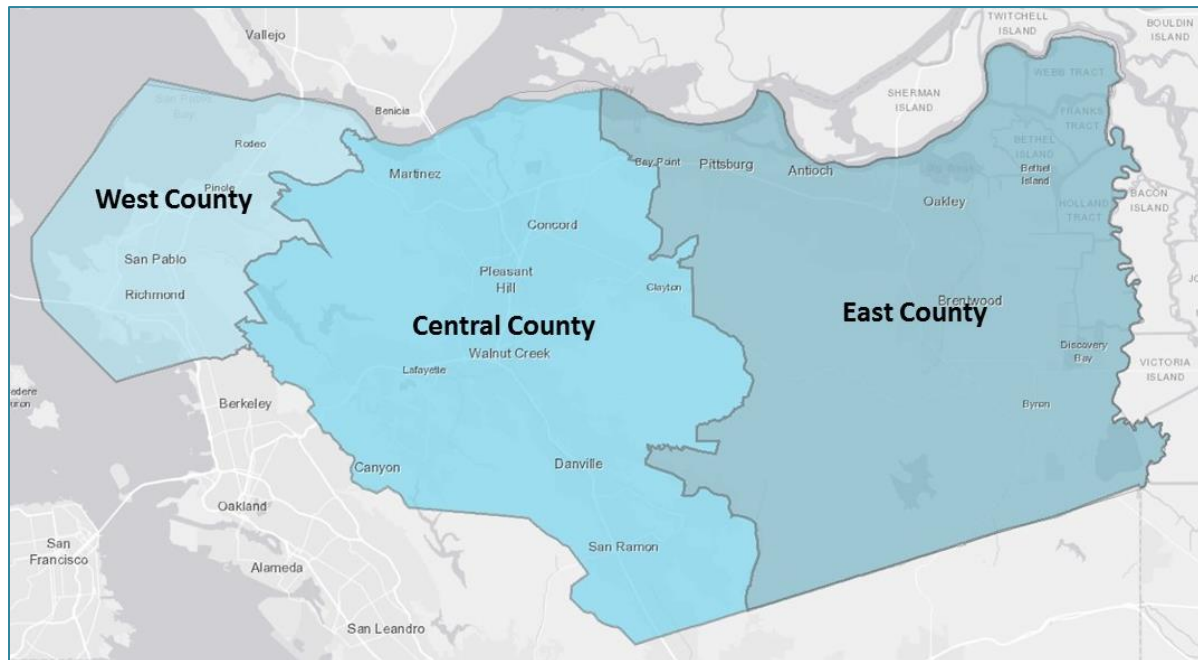 TWITCHELL
ISLAND
BOULDIN
ISLAND
Vallejo
WEBB TRACT
SHERMAN
ISLAND
Benicia
FRANKS
TRACT
Rodeo
BETHEL
ISLAND
Bay Point
Pittsburg
Antioch
Bethel
Island
Martinez
Pinole
West County
Oakley
HOLLAND
TRACT
BACON
ISLAND
Concord
San Pablo
Pleasant
Hill
Clayton
Richmond
Brentwood
East County
Central County
Walnut Creek
Discovery
Bay
VICTORIA
ISLAND
Lafayette
Berkeley
Byron
Canyon
Danville
Oakland
San
Francisco
San Ramon
Alameda
San Leandro